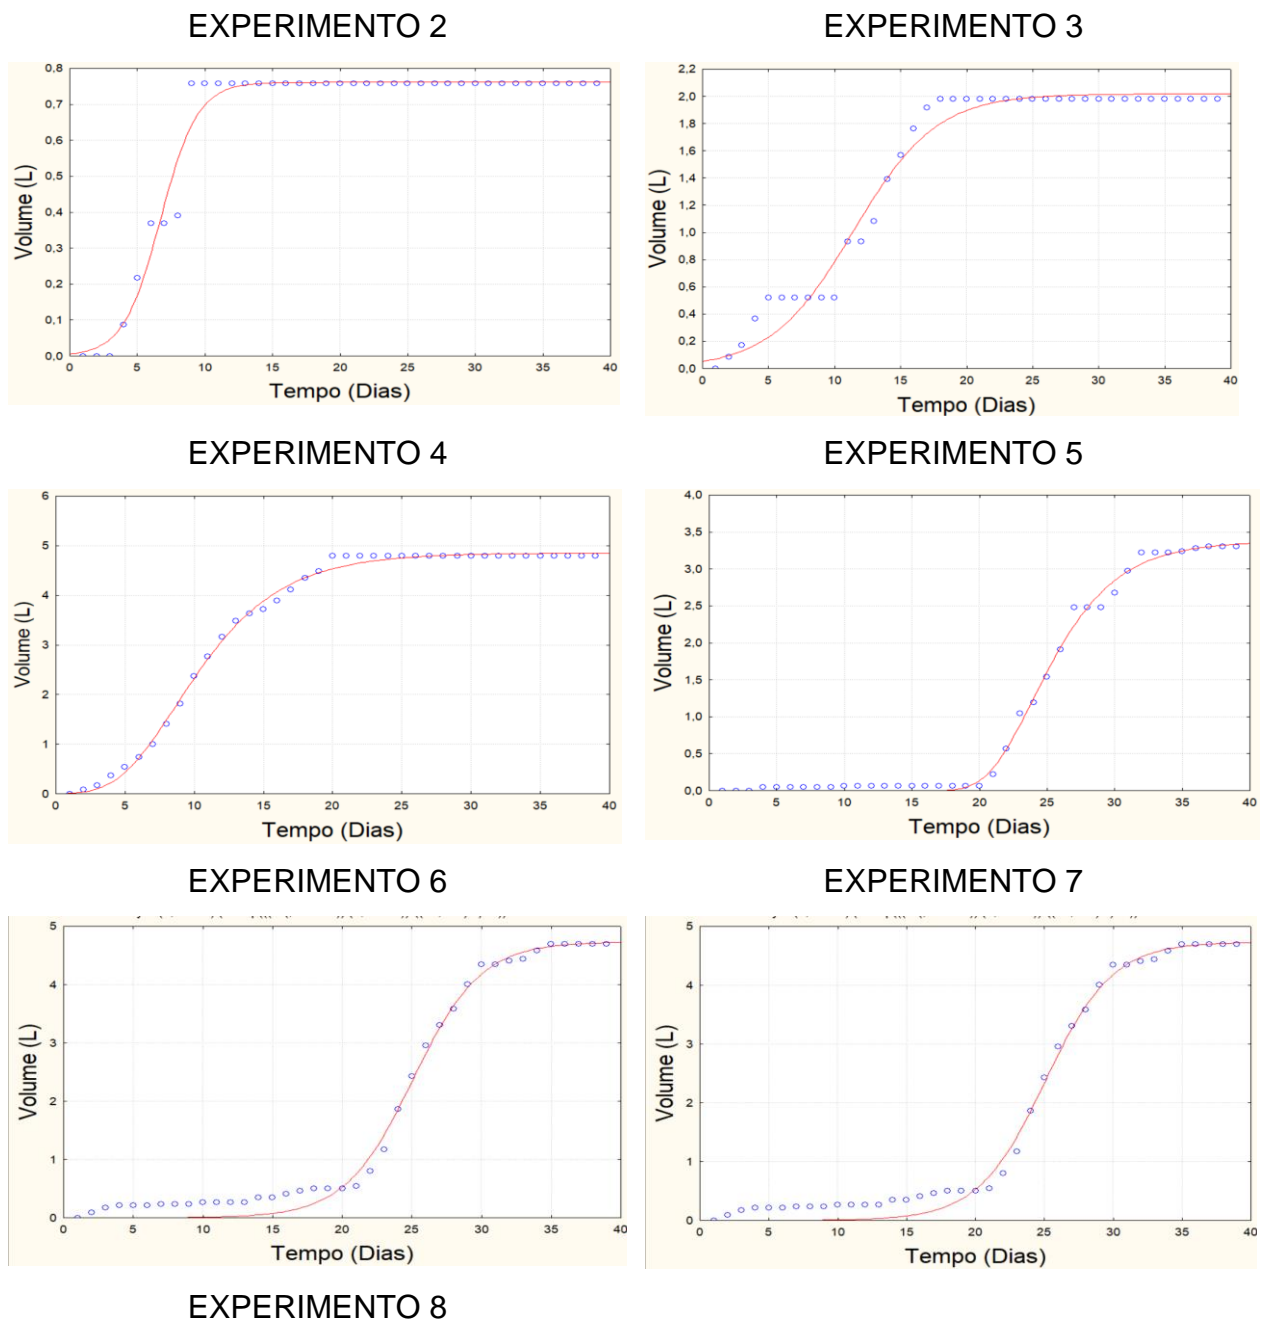 EXPERIMENTO 2
EXPERIMENTO 3
0,8
0,7
0,6
0,5
0,4
0,3
0,2
0,1
0,0
Volume (L)
0 5 10 15 20 25 30 35 40
Tempo (Dias)
2,2
2,0
1,8
1,6
1,4
1,2
1,0
0,8
0,6
0,4
0,2
0,0
Volume (L)
0 5 10 15 20 25 30 35 40
Tempo (Dias)
EXPERIMENTO 4
EXPERIMENTO 5
6
5
4
3
2
1
0
Volume (L)
0 5 10 15 20 25 30 35 40
Tempo (Dias)
4,0
3,5
3,0
2,5
2,0
1,5
1,0
0,5
0,0
Volume (L)
0 5 10 15 20 25 30 35 40
Tempo (Dias)
EXPERIMENTO 6
EXPERIMENTO 7
5
4
3
2
1
0
Volume (L)
0 5 10 15 20 25 30 35 40
Tempo (Dias)
5
4
3
2
1
0
Volume (L)
0 5 10 15 20 25 30 35 40
Tempo (Dias)
EXPERIMENTO 8